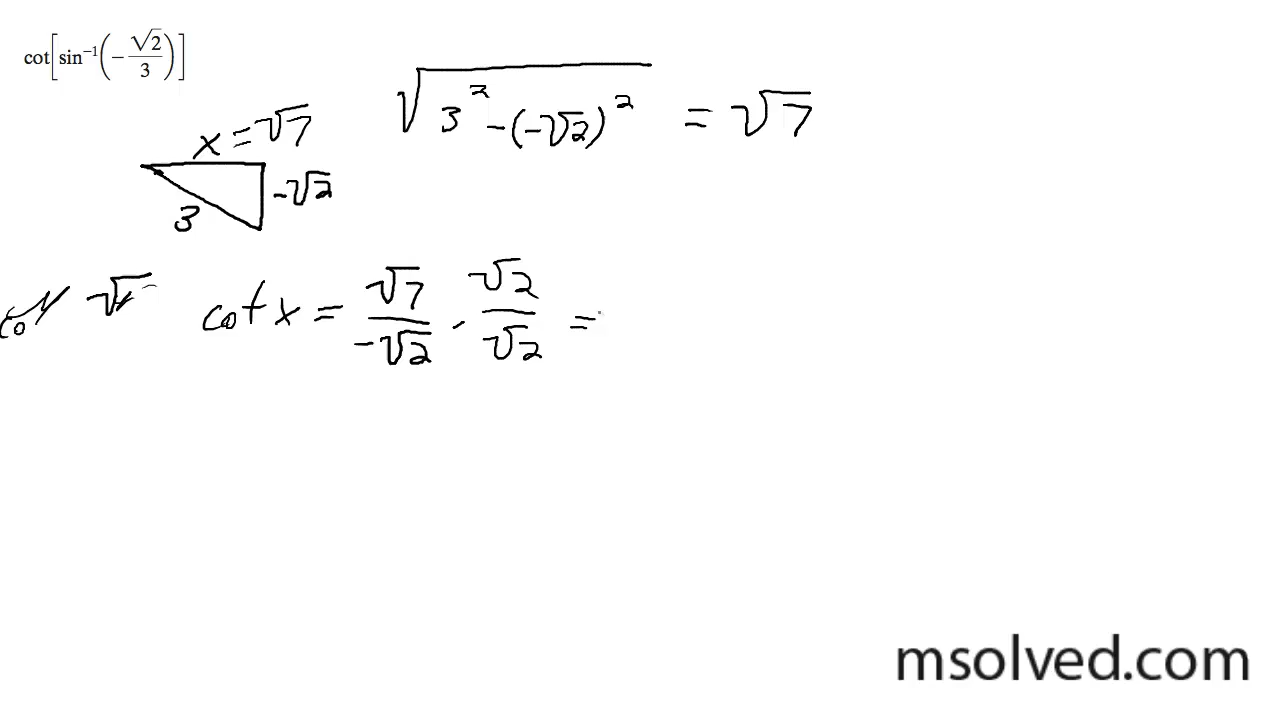 cot[sin⁻¹(−√2/3)]
√(3² −(−√2)²) = √7
x = √7
−√2
3
cot x = √7/−√2 · √2/√2 =
msolved.com